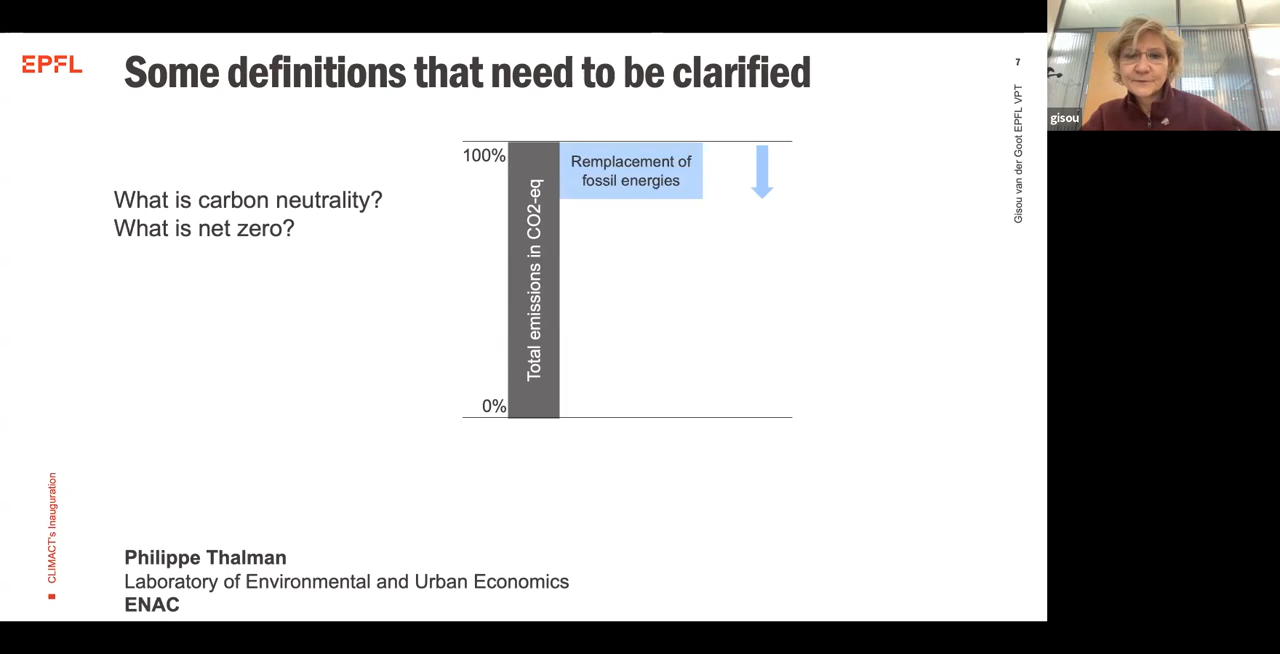 EPFL
Some definitions that need to be clarified
7
Gisou van der Goot EPFL VPT
gisou
What is carbon neutrality?
What is net zero?
100%
Remplacement of
fossil energies
Total emissions in CO2-eq
0%
CLIMACT's Inauguration
Philippe Thalman
Laboratory of Environmental and Urban Economics
ENAC